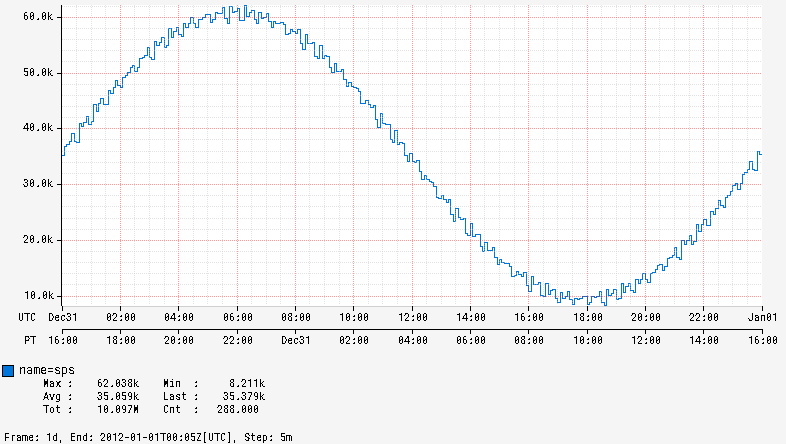 60.0k
50.0k
40.0k
30.0k
20.0k
10.0k
UTC Dec31 02:00 04:00 06:00 08:00 10:00 12:00 14:00 16:00 18:00 20:00 22:00 Jan01
PT 16:00 18:00 20:00 22:00 Dec31 02:00 04:00 06:00 08:00 10:00 12:00 14:00 16:00
name=sps
Max : 62.038k Min : 8.211k
Avg : 35.059k Last : 35.379k
Tot : 10.097M Cnt : 288.000
Frame: 1d, End: 2012-01-01T00:05Z[UTC], Step: 5m